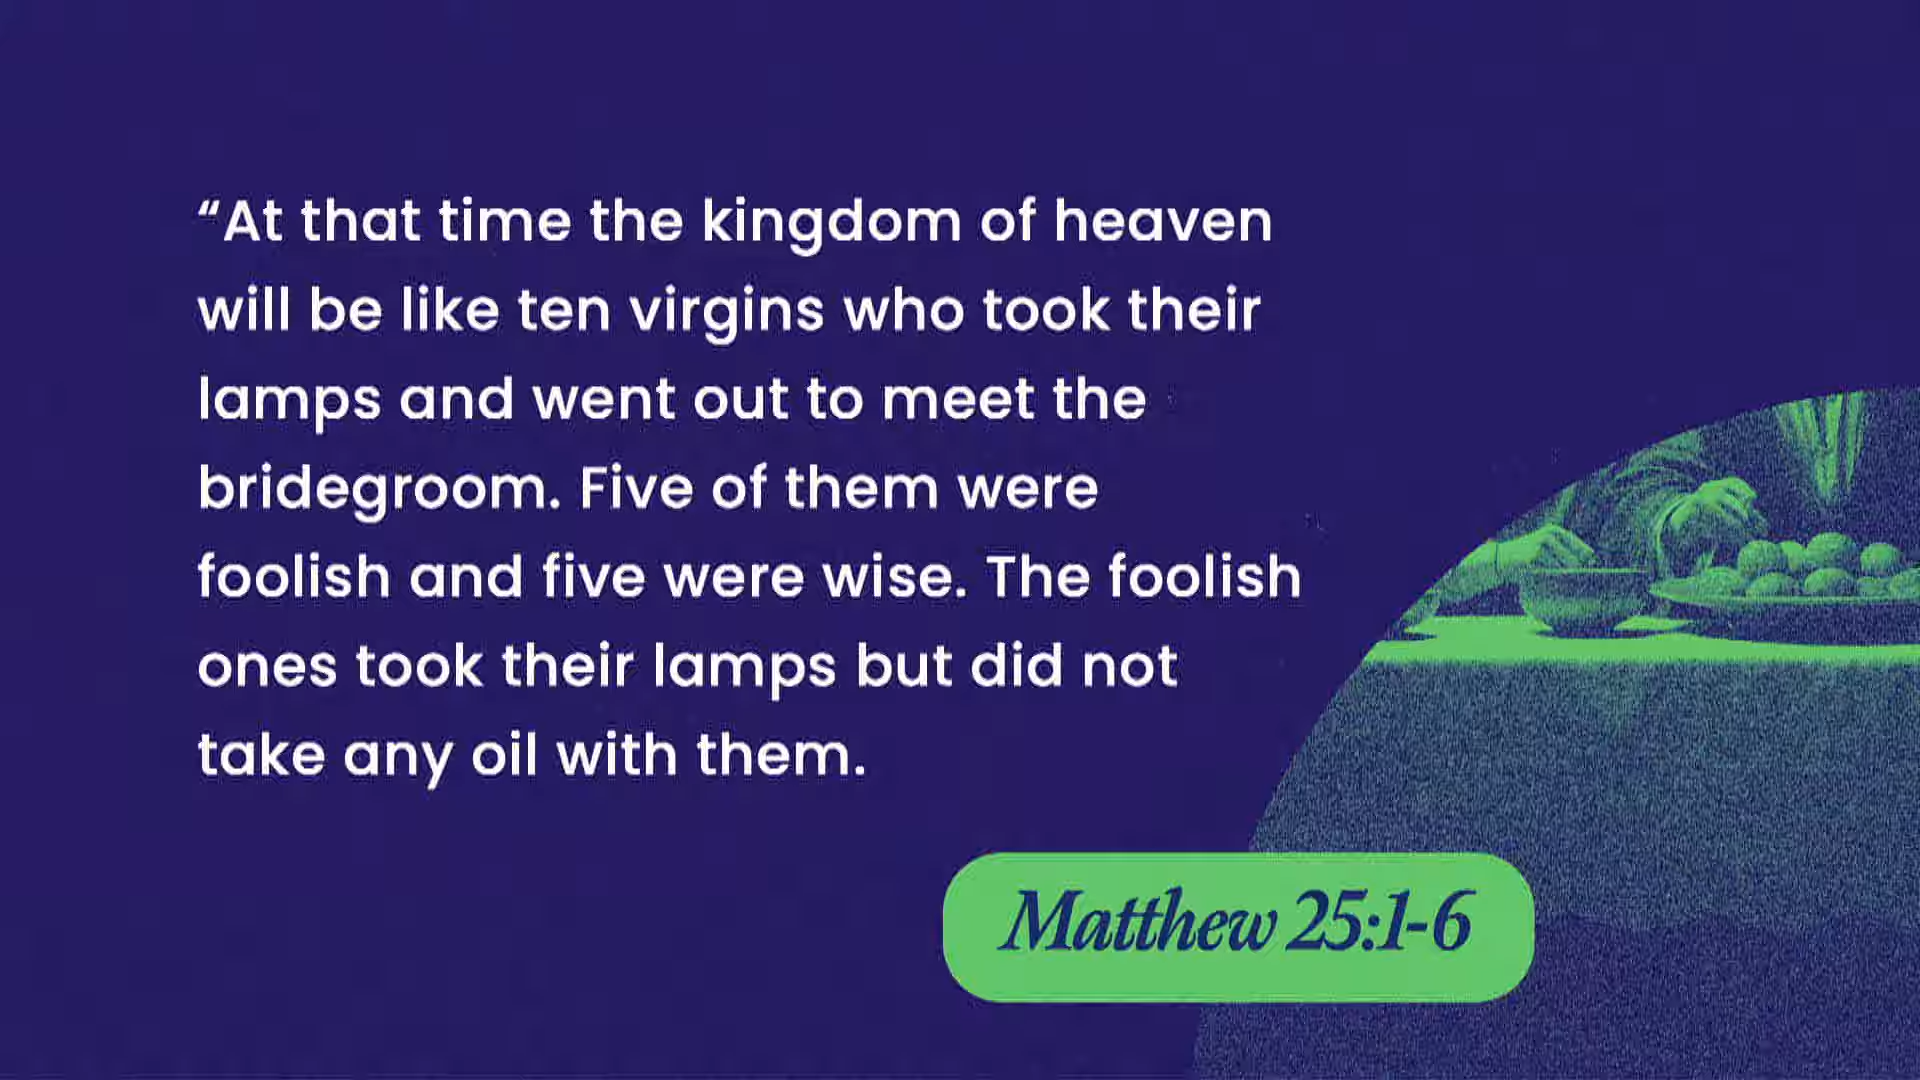 “At that time the kingdom of heaven
will be like ten virgins who took their
lamps and went out to meet the
bridegroom. Five of them were
foolish and five were wise. The foolish
ones took their lamps but did not
take any oil with them.
Matthew 25:1-6